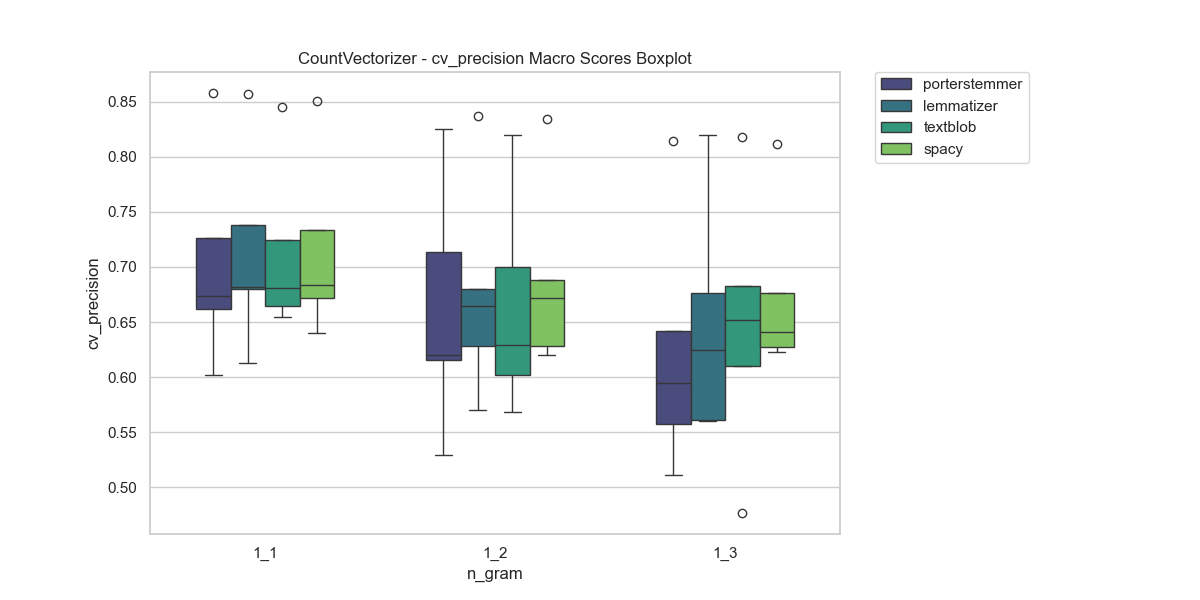 CountVectorizer - cv_precision Macro Scores Boxplot
porterstemmer
lemmatizer
textblob
spacy
cv_precision
0.85
0.80
0.75
0.70
0.65
0.60
0.55
0.50
1_1
1_2
1_3
n_gram